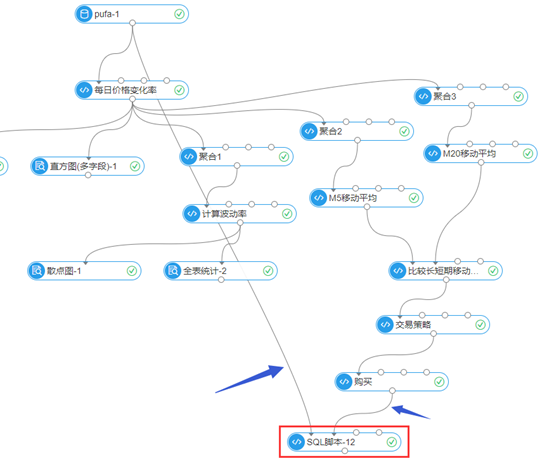 pufa-1
每日价格变化率
聚合3
聚合2
直方图(多字段)-1
聚合1
M20移动平均
M5移动平均
计算波动率
散点图-1
全表统计-2
比较长短期移动...
交易策略
购买
SQL脚本-12